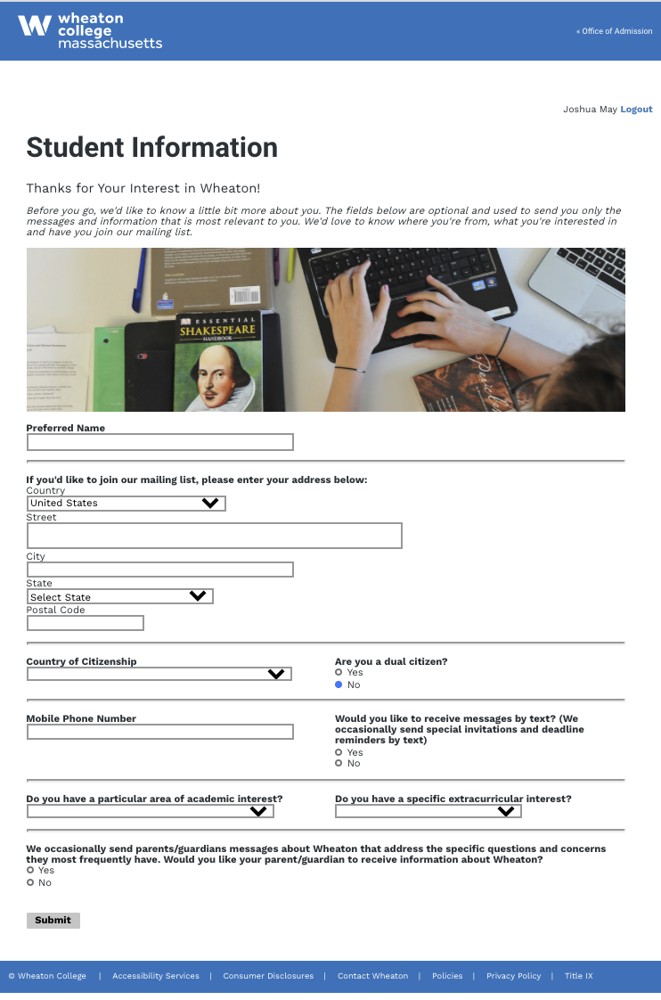 wheaton
college
massachusetts
« Office of Admission
Joshua May Logout
Student Information
Thanks for Your Interest in Wheaton!
Before you go, we'd like to know a little bit more about you. The fields below are optional and used to send you only the
messages and information that is most relevant to you. We'd love to know where you're from, what you're interested in
and have you join our mailing list.
ESSENTIAL
SHAKESPEARE
HANDBOOK
Preferred Name
If you'd like to join our mailing list, please enter your address below:
Country
United States
Street
City
State
Select State
Postal Code
Country of Citizenship
Are you a dual citizen?
Yes
No
Mobile Phone Number
Would you like to receive messages by text? (We
occasionally send special invitations and deadline
reminders by text)
Yes
No
Do you have a particular area of academic interest?
Do you have a specific extracurricular interest?
We occasionally send parents/guardians messages about Wheaton that address the specific questions and concerns
they most frequently have. Would you like your parent/guardian to receive information about Wheaton?
Yes
No
Submit
© Wheaton College | Accessibility Services | Consumer Disclosures | Contact Wheaton | Policies | Privacy Policy | Title IX